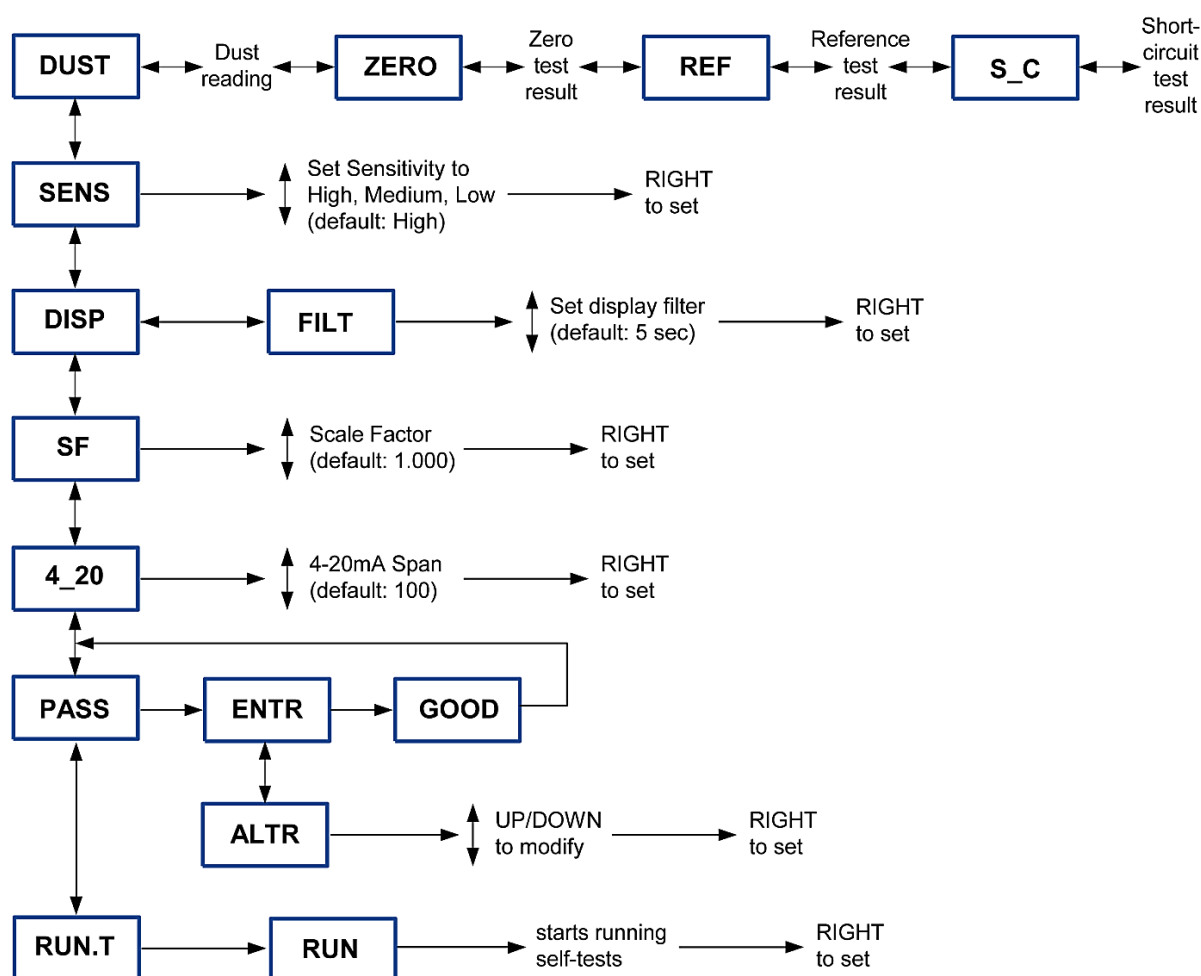 DUST
Dust
reading
ZERO
Zero
test
result
REF
Reference
test
result
S_C
Short-
circuit
test
result
SENS
Set Sensitivity to
High, Medium, Low
(default: High)
RIGHT
to set
DISP
FILT
Set display filter
(default: 5 sec)
RIGHT
to set
SF
Scale Factor
(default: 1.000)
RIGHT
to set
4_20
4-20mA Span
(default: 100)
RIGHT
to set
PASS
ENTR
GOOD
ALTR
UP/DOWN
to modify
RIGHT
to set
RUN.T
RUN
starts running
self-tests
RIGHT
to set